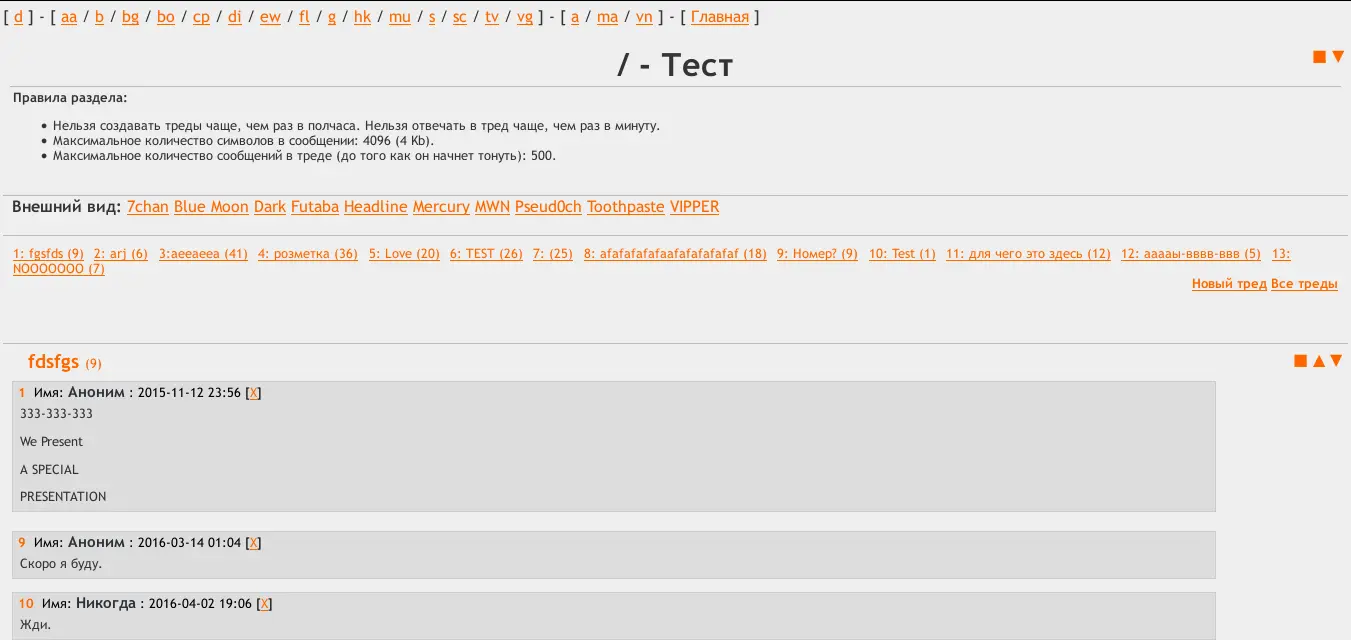 [ d ] - [ aa / b / bg / bo / cp / di / ew / fl / g / hk / mu / s / sc / tv / vg ] - [ a / ma / vn ] - [ Главная ]
/ - Тест
Правила раздела:
Нельзя создавать треды чаще, чем раз в полчаса. Нельзя отвечать в тред чаще, чем раз в минуту.
Максимальное количество символов в сообщении: 4096 (4 Kb).
Максимальное количество сообщений в треде (до того как он начнет тонуть): 500.
Внешний вид: 7chan Blue Moon Dark Futaba Headline Mercury MWN Pseud0ch Toothpaste VIPPER
1: fgsfds (9) 2: arj (6) 3:aeeaeea (41) 4: розметка (36) 5: Love (20) 6: TEST (26) 7: (25) 8: afafafafafaafafafafafaf (18) 9: Номер? (9) 10: Test (1) 11: для чего это здесь (12) 12: ааааы-вввв-ввв (5) 13:
NOOOOOOO (7)
Новый тред Все треды
fdsfgs (9)
1 Имя: Аноним : 2015-11-12 23:56 [X]
333-333-333
We Present
A SPECIAL
PRESENTATION
9 Имя: Аноним : 2016-03-14 01:04 [X]
Скоро я буду.
10 Имя: Никогда : 2016-04-02 19:06 [X]
Жди.